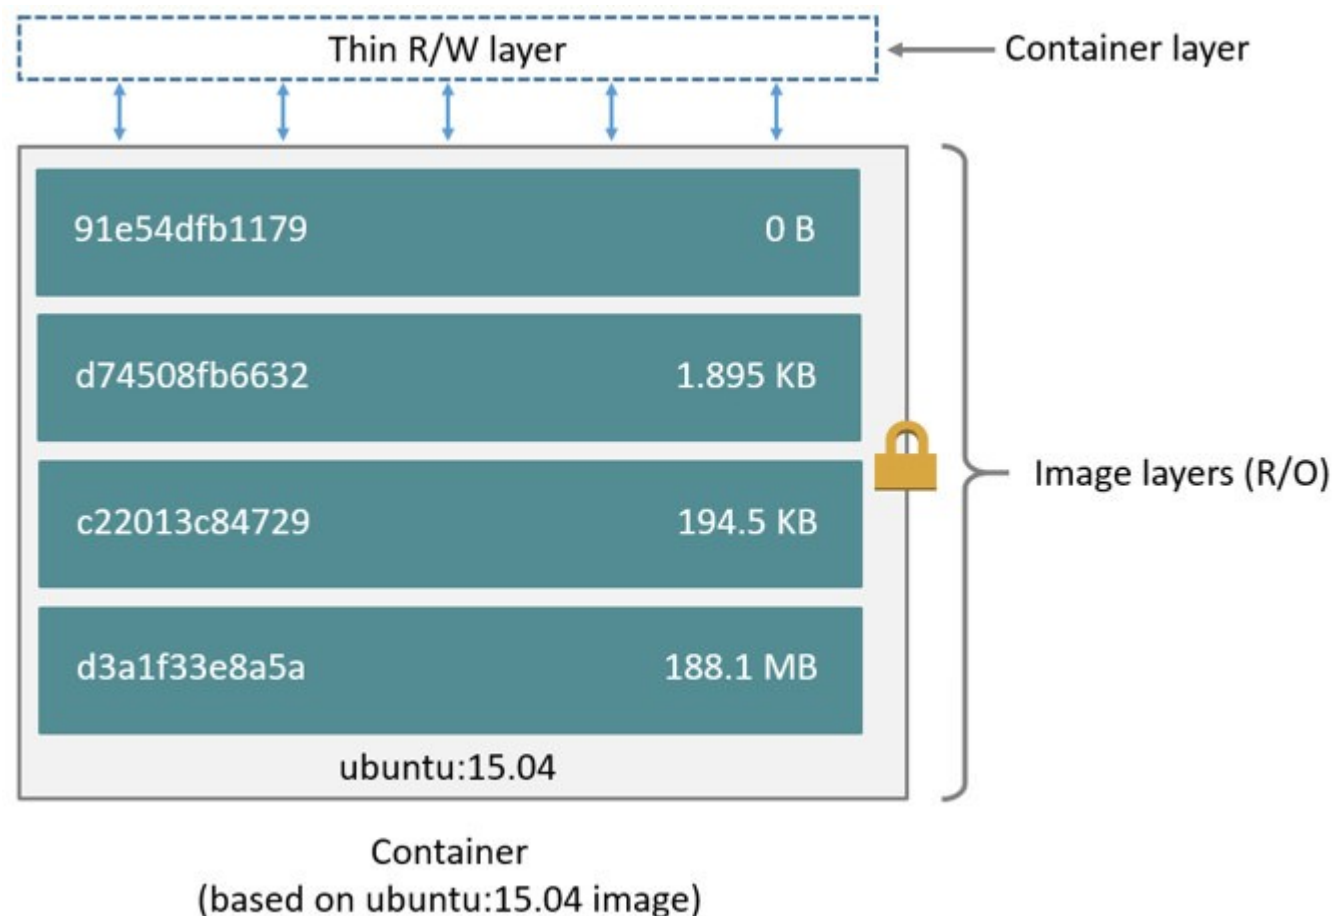 Thin R/W layer
Container layer
91e54dfb1179 0 B
d74508fb6632 1.895 KB
c22013c84729 194.5 KB
d3a1f33e8a5a 188.1 MB
ubuntu:15.04
Image layers (R/O)
Container
(based on ubuntu:15.04 image)